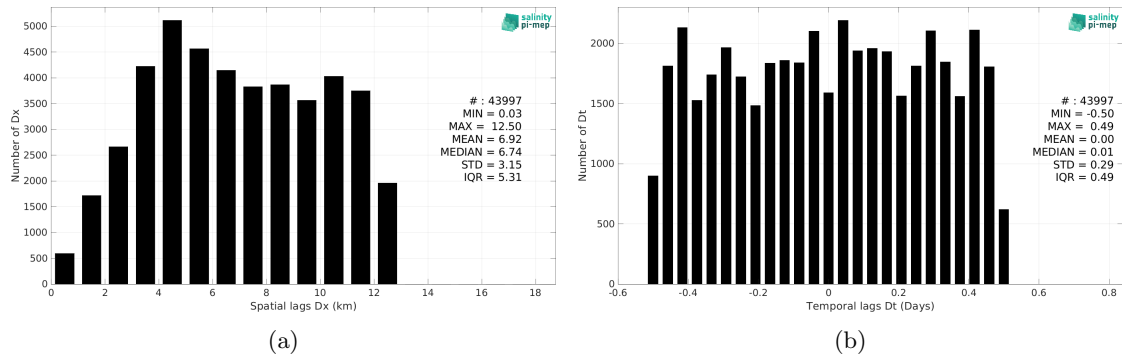 5000
4500
4000
3500
3000
2500
2000
1500
1000
500
0
Number of Dx
0 2 4 6 8 10 12 14 16 18
Spatial lags Dx (km)
salinity
pi-mep
# : 43997
MIN = 0.03
MAX = 12.50
MEAN = 6.92
MEDIAN = 6.74
STD = 3.15
IQR = 5.31
(a)
2000
1500
1000
500
0
Number of Dt
-0.6 -0.4 -0.2 0 0.2 0.4 0.6 0.8
Temporal lags Dt (Days)
salinity
pi-mep
# : 43997
MIN = -0.50
MAX = 0.49
MEAN = 0.00
MEDIAN = 0.01
STD = 0.29
IQR = 0.49
(b)